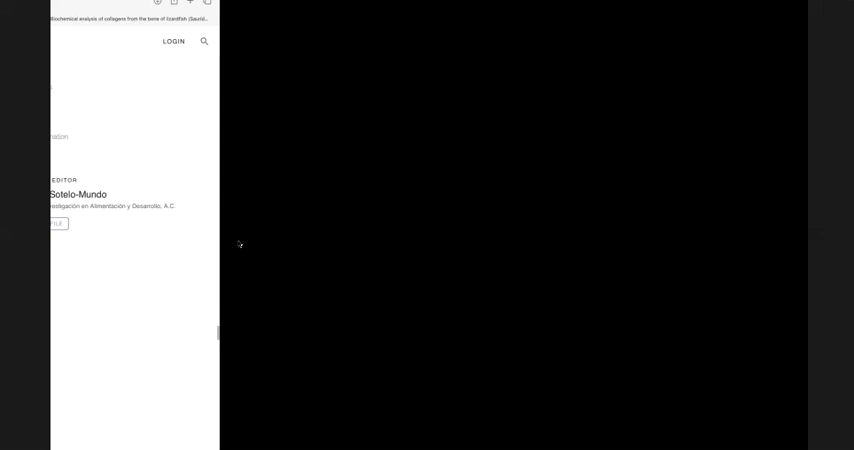 Biochemical analysis of collagens from the bone of lizardfish (Saurid...
LOGIN
s
mation
EDITOR
Sotelo-Mundo
vestigación en Alimentación y Desarrollo, A.C.
FILE